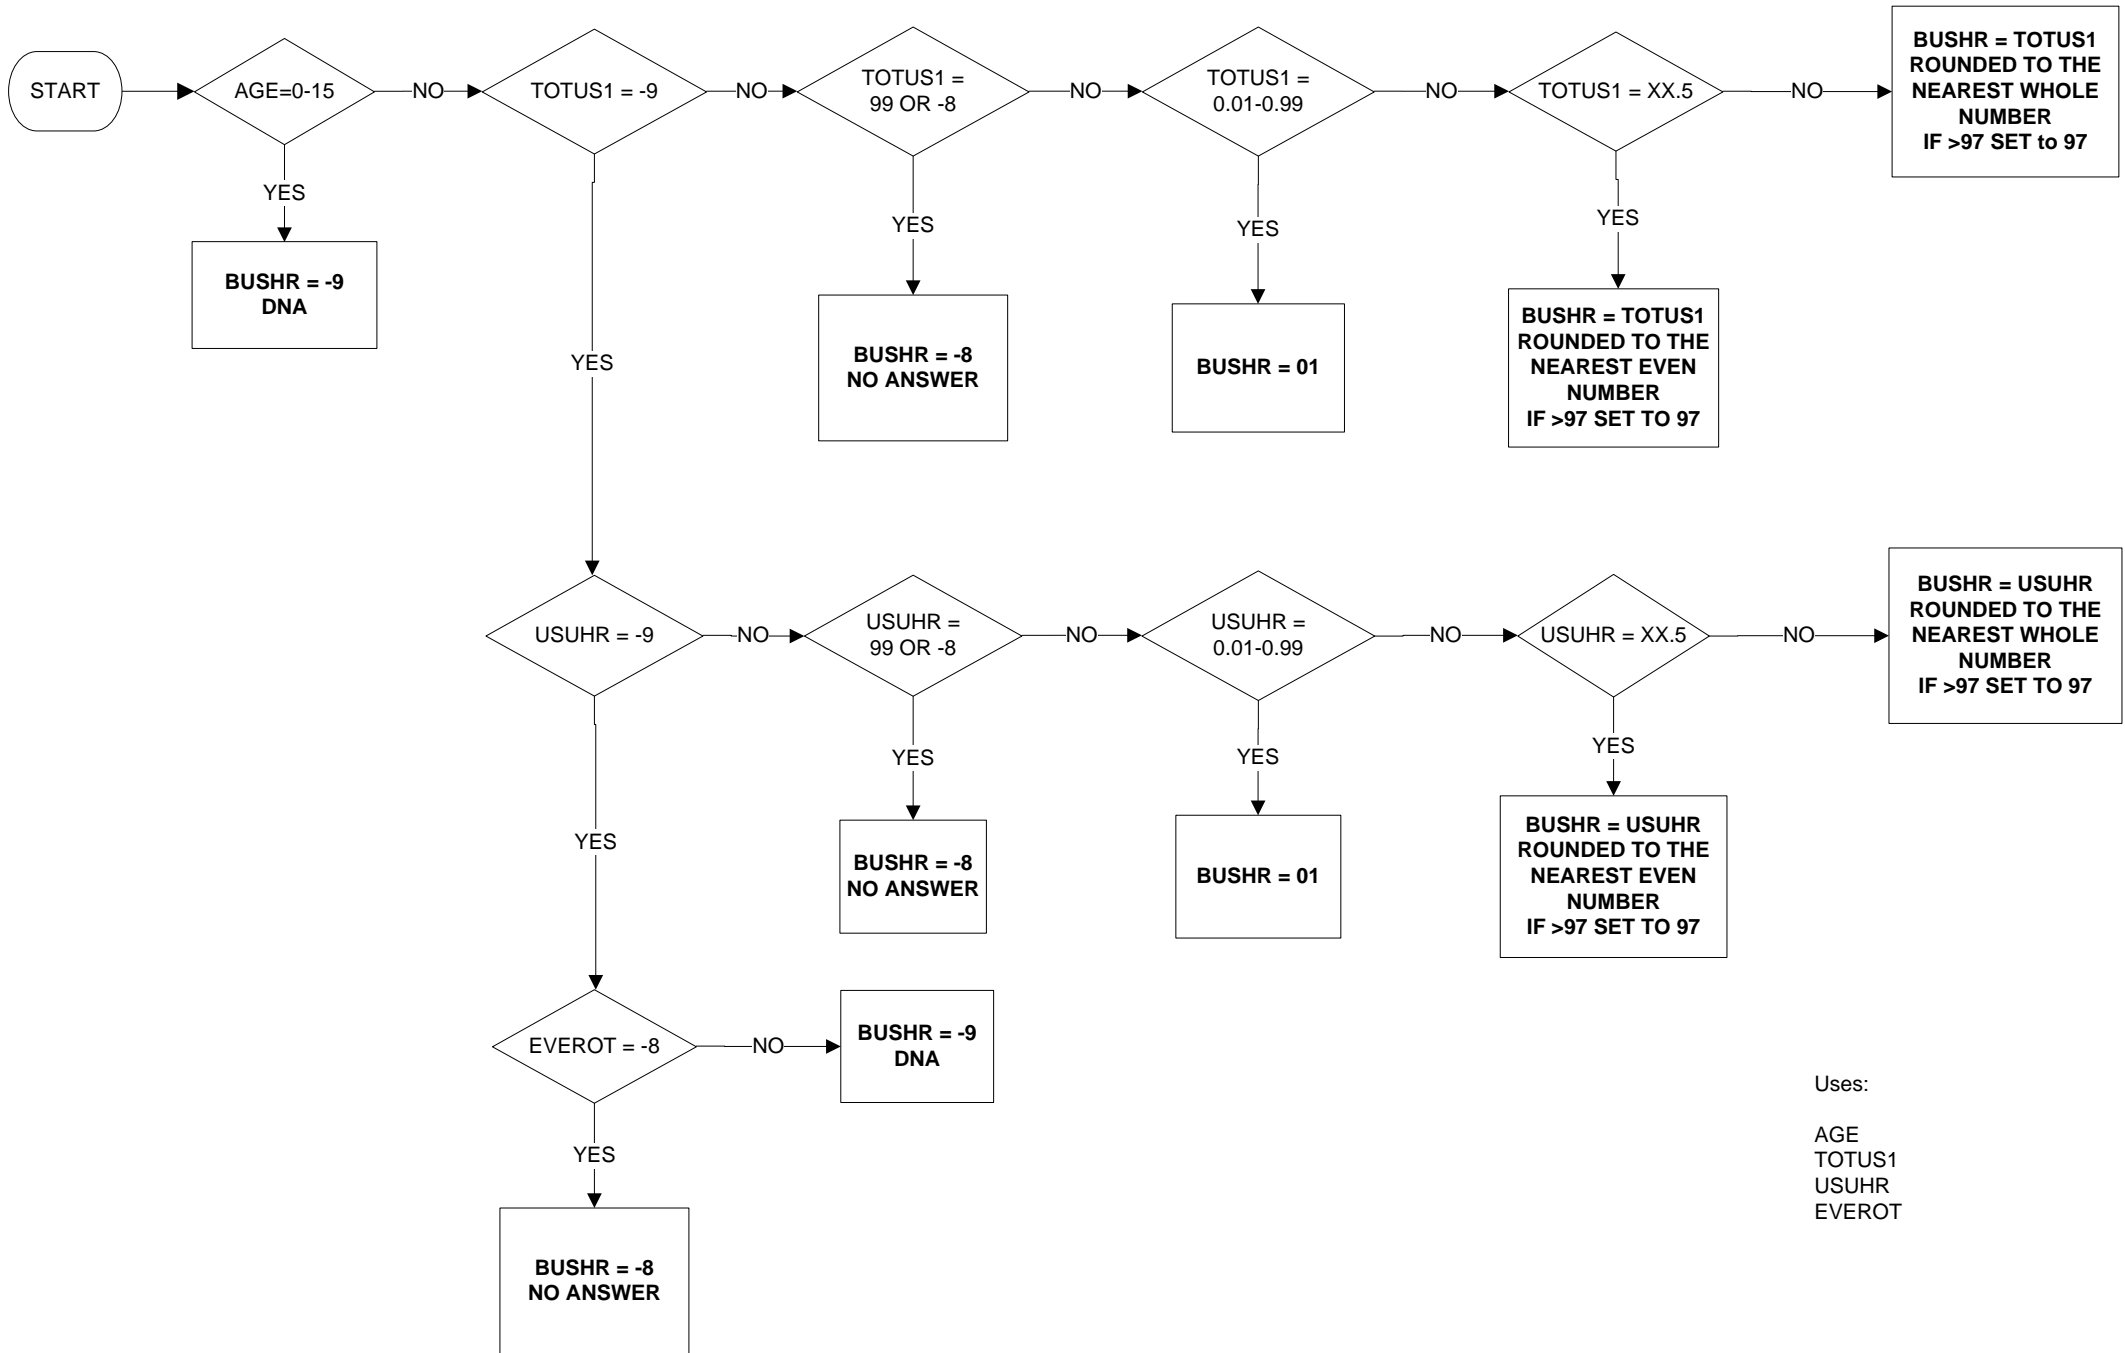 START
AGE=0-15
NO
TOTUS1 = -9
NO
TOTUS1 =
99 OR -8
NO
TOTUS1 =
0.01-0.99
NO
TOTUS1 = XX.5
NO
BUSHR = TOTUS1
ROUNDED TO THE
NEAREST WHOLE
NUMBER
IF >97 SET to 97
YES
BUSHR = -9
DNA
YES
YES
BUSHR = -8
NO ANSWER
YES
BUSHR = 01
YES
BUSHR = TOTUS1
ROUNDED TO THE
NEAREST EVEN
NUMBER
IF >97 SET TO 97
USUHR = -9
NO
USUHR =
99 OR -8
NO
USUHR =
0.01-0.99
NO
USUHR = XX.5
NO
BUSHR = USUHR
ROUNDED TO THE
NEAREST WHOLE
NUMBER
IF >97 SET TO 97
YES
YES
BUSHR = -8
NO ANSWER
YES
BUSHR = 01
YES
BUSHR = USUHR
ROUNDED TO THE
NEAREST EVEN
NUMBER
IF >97 SET TO 97
EVEROT = -8
NO
BUSHR = -9
DNA
YES
BUSHR = -8
NO ANSWER
Uses:
AGE
TOTUS1
USUHR
EVEROT